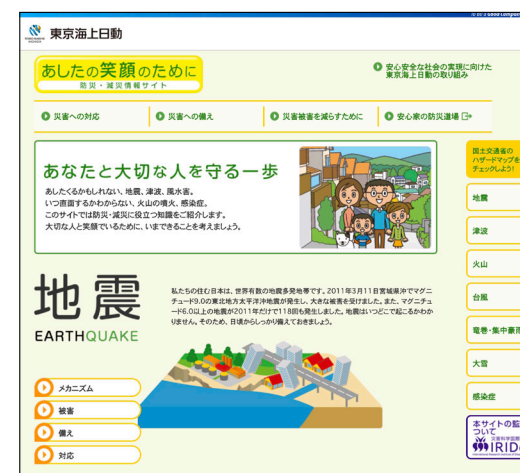 To Be a Good Company
東京海上日動
あしたの笑顔のために
防災・減災情報サイト
安心安全な社会の実現に向けた
東京海上日動の取り組み
災害への対応
災害への備え
災害被害を減らすために
安心家の防災道場
あなたと大切な人を守る一歩
あしたくるかもしれない、地震、津波、風水害。
いつ直面するかわからない、火山の噴火、感染症。
このサイトでは防災・減災に役立つ知識をご紹介します。
大切な人と笑顔でいるために、いまできることを考えましょう。
国土交通省の
ハザードマップを
チェックしよう!
地震
津波
火山
台風
竜巻・集中豪雨
大雪
感染症
本サイトの監
ついて
IRIDe
地震
EARTHQUAKE
私たちの住む日本は、世界有数の地震多発地帯です。2011年3月11日宮城県沖でマグニ
チュード9.0の東北地方太平洋沖地震が発生し、大きな被害を受けました。また、マグニチュ
ード6.0以上の地震が2011年だけで118回も発生しました。地震はいつどこで起こるかわか
りません。そのため、日頃からしっかり備えておきましょう。
メカニズム
被害
備え
対応